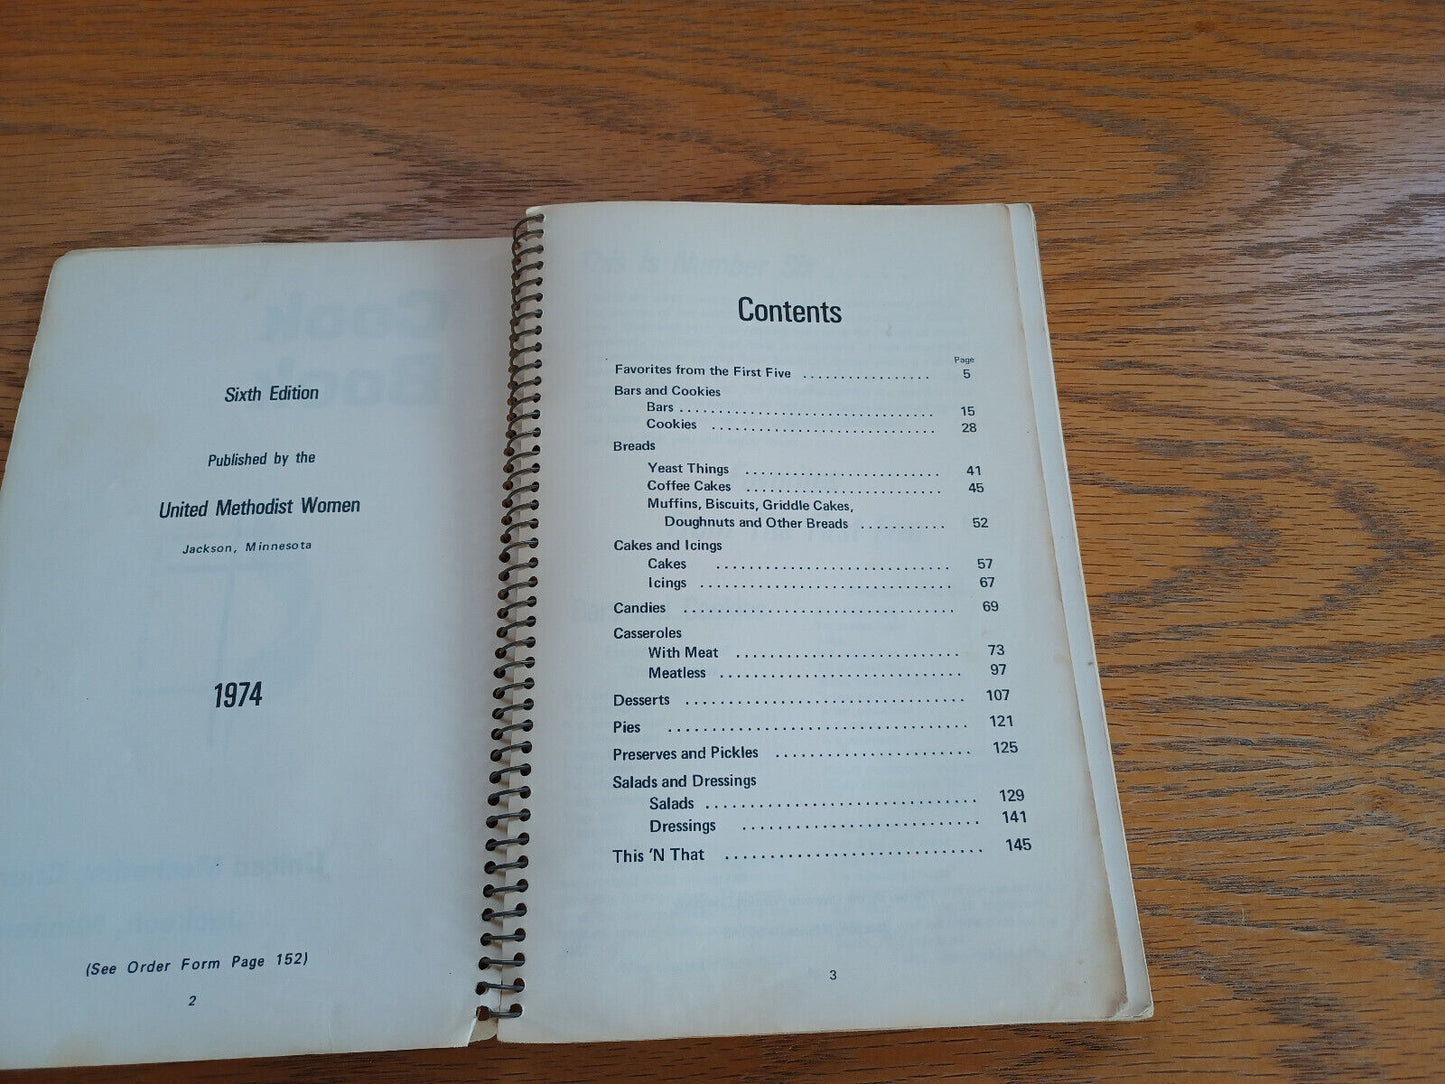 Sixth Edition
Published by the
United Methodist Women
Jackson, Minnesota
1974
(See Order Form Page 152)
2
Contents
Page
Favorites from the First Five ................. 5
Bars and Cookies
Bars ................................. 15
Cookies ............................. 28
Breads
Yeast Things ......................... 41
Coffee Cakes ......................... 45
Muffins, Biscuits, Griddle Cakes,
Doughnuts and Other Breads ........... 52
Cakes and Icings
Cakes .............................. 57
Icings ................................ 67
Candies .................................. 69
Casseroles
With Meat ............................ 73
Meatless .............................. 97
Desserts .................................. 107
Pies .................................... 121
Preserves and Pickles ........................ 125
Salads and Dressings
Salads ................................ 129
Dressings ............................ 141
This 'N That .............................. 145
3